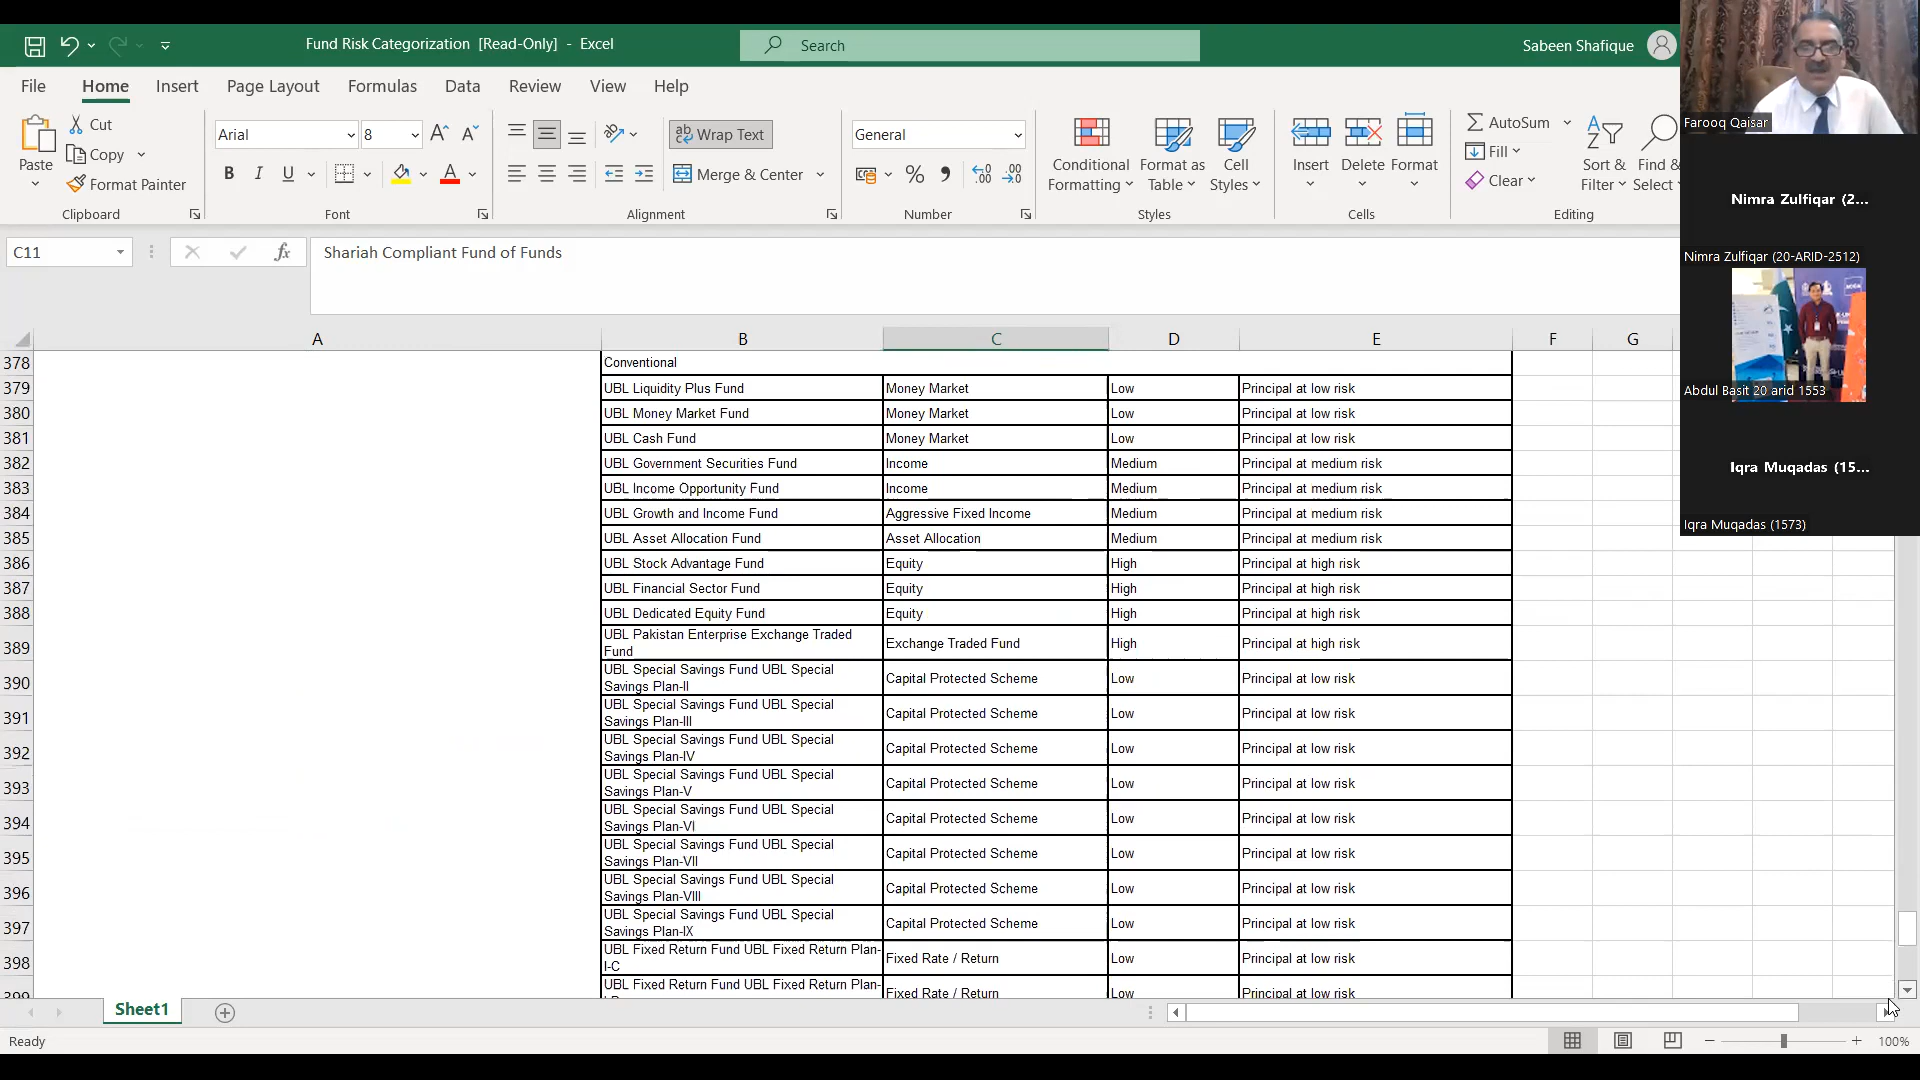 Fund Risk Categorization [Read-Only] - Excel
Search
Sabeen Shafique
File Home Insert Page Layout Formulas Data Review View Help
Paste
Cut
Copy
Format Painter
Clipboard
Arial 8
B I U
Font
Wrap Text
Merge & Center
Alignment
General
Number
Conditional Formatting
Format as Table
Cell Styles
Styles
Insert Delete Format
Cells
AutoSum
Fill
Clear
Sort & Filter
Find & Select
Editing
Farooq Qaisar
Nimra Zulfiqar (2...
Nimra Zulfiqar (20-ARID-2512)
Abdul Basit 20 arid 1553
Iqra Muqadas (15...
Iqra Muqadas (1573)
C11 fx Shariah Compliant Fund of Funds
A B C D E F G
378 Conventional
379 UBL Liquidity Plus Fund Money Market Low Principal at low risk
380 UBL Money Market Fund Money Market Low Principal at low risk
381 UBL Cash Fund Money Market Low Principal at low risk
382 UBL Government Securities Fund Income Medium Principal at medium risk
383 UBL Income Opportunity Fund Income Medium Principal at medium risk
384 UBL Growth and Income Fund Aggressive Fixed Income Medium Principal at medium risk
385 UBL Asset Allocation Fund Asset Allocation Medium Principal at medium risk
386 UBL Stock Advantage Fund Equity High Principal at high risk
387 UBL Financial Sector Fund Equity High Principal at high risk
388 UBL Dedicated Equity Fund Equity High Principal at high risk
389 UBL Pakistan Enterprise Exchange Traded
Fund Exchange Traded Fund High Principal at high risk
390 UBL Special Savings Fund UBL Special
Savings Plan-II Capital Protected Scheme Low Principal at low risk
391 UBL Special Savings Fund UBL Special
Savings Plan-III Capital Protected Scheme Low Principal at low risk
392 UBL Special Savings Fund UBL Special
Savings Plan-IV Capital Protected Scheme Low Principal at low risk
393 UBL Special Savings Fund UBL Special
Savings Plan-V Capital Protected Scheme Low Principal at low risk
394 UBL Special Savings Fund UBL Special
Savings Plan-VI Capital Protected Scheme Low Principal at low risk
395 UBL Special Savings Fund UBL Special
Savings Plan-VII Capital Protected Scheme Low Principal at low risk
396 UBL Special Savings Fund UBL Special
Savings Plan-VIII Capital Protected Scheme Low Principal at low risk
397 UBL Special Savings Fund UBL Special
Savings Plan-IX Capital Protected Scheme Low Principal at low risk
398 UBL Fixed Return Fund UBL Fixed Return Plan-
I-C Fixed Rate / Return Low Principal at low risk
399 UBL Fixed Return Fund UBL Fixed Return Plan-
Fixed Rate / Return Low Principal at low risk
Sheet1
Ready
100%